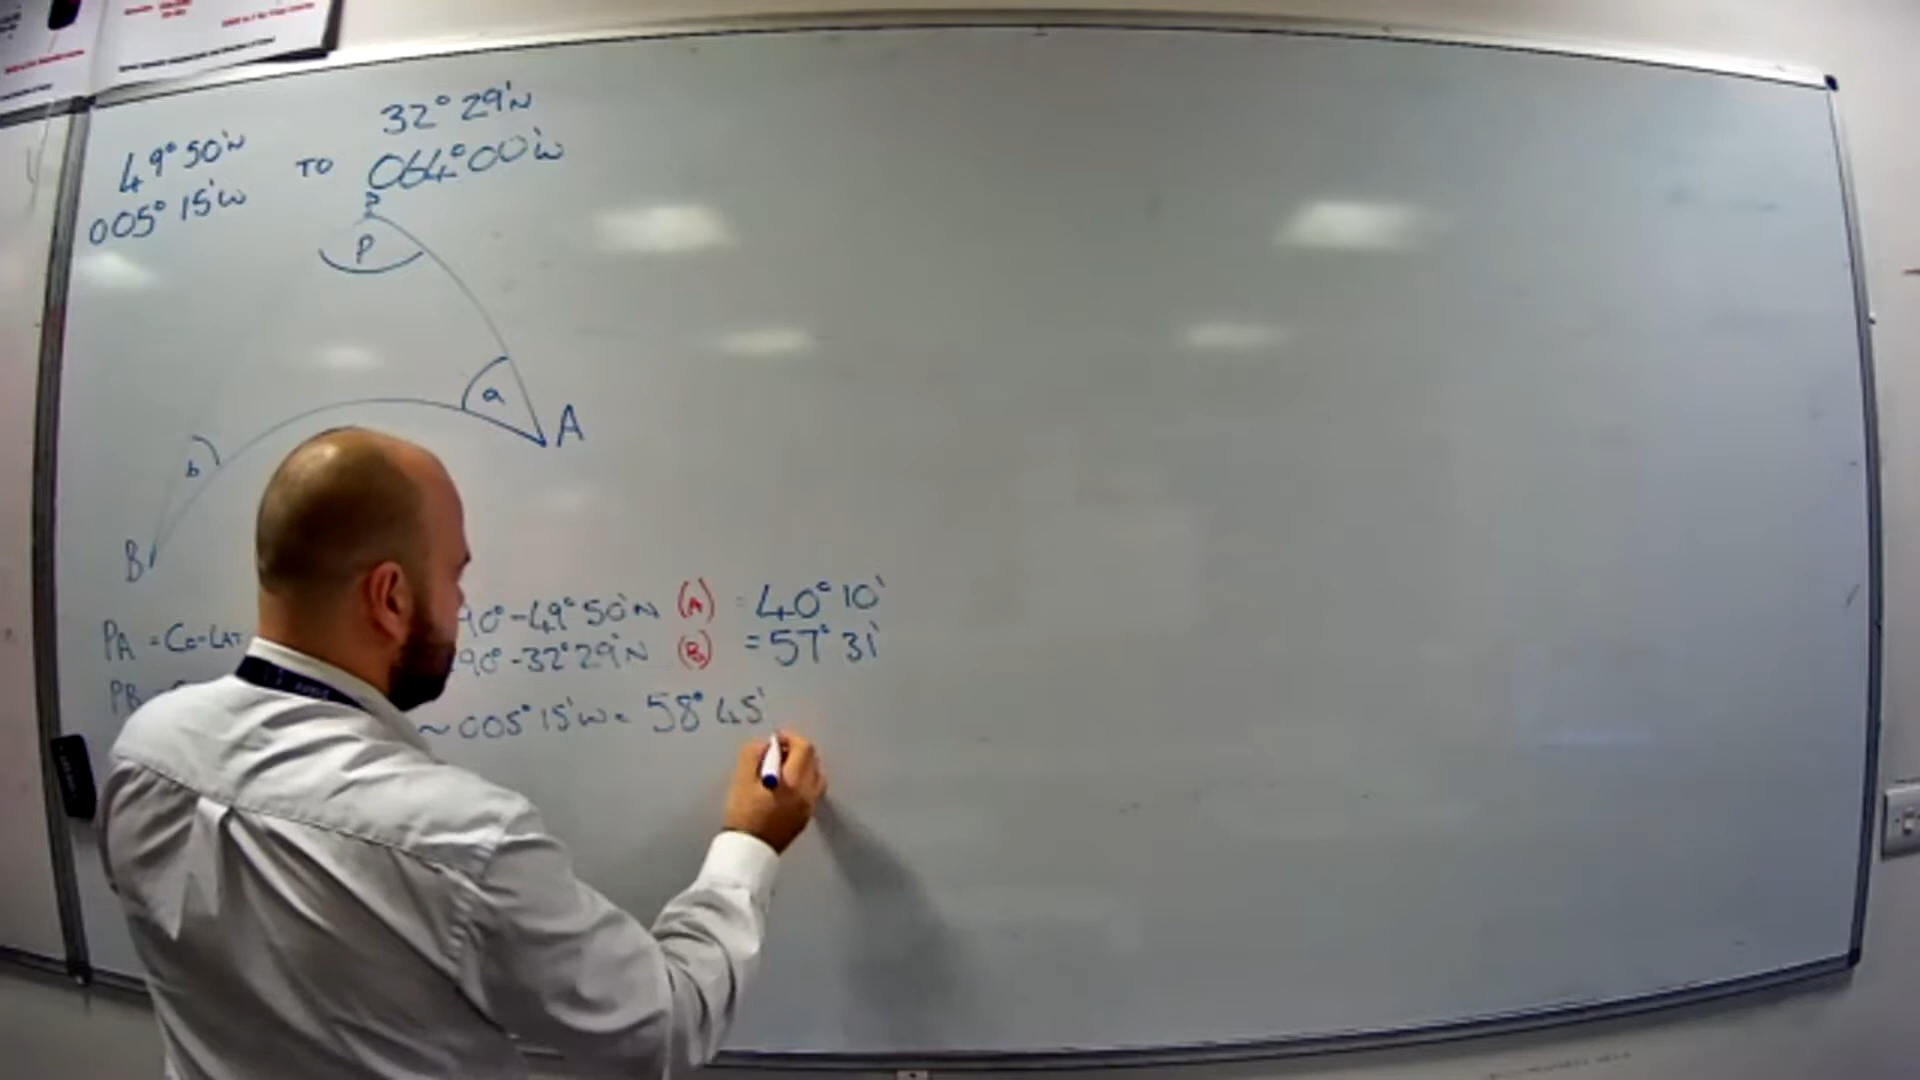 32°29'N
49°50'N
TO
064°00'W
005°15'W
P
P
a
A
b
B
PA = CO-LAT 90°-49°50'N (A) = 40°10'
PB 90°-32°29'N (B) = 57°31'
~005°15'W = 58°45'